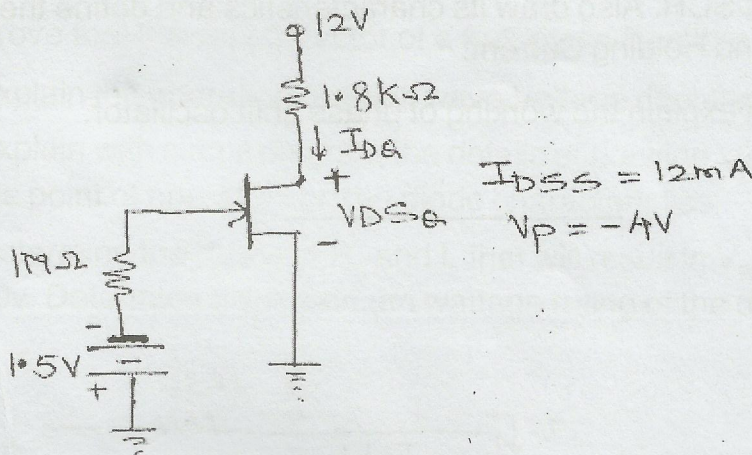 12V
1.8KΩ
↓ IDQ
+
VDSQ
-
IDSS = 12mA
VP = -4V
1MΩ
-
1.5V
+